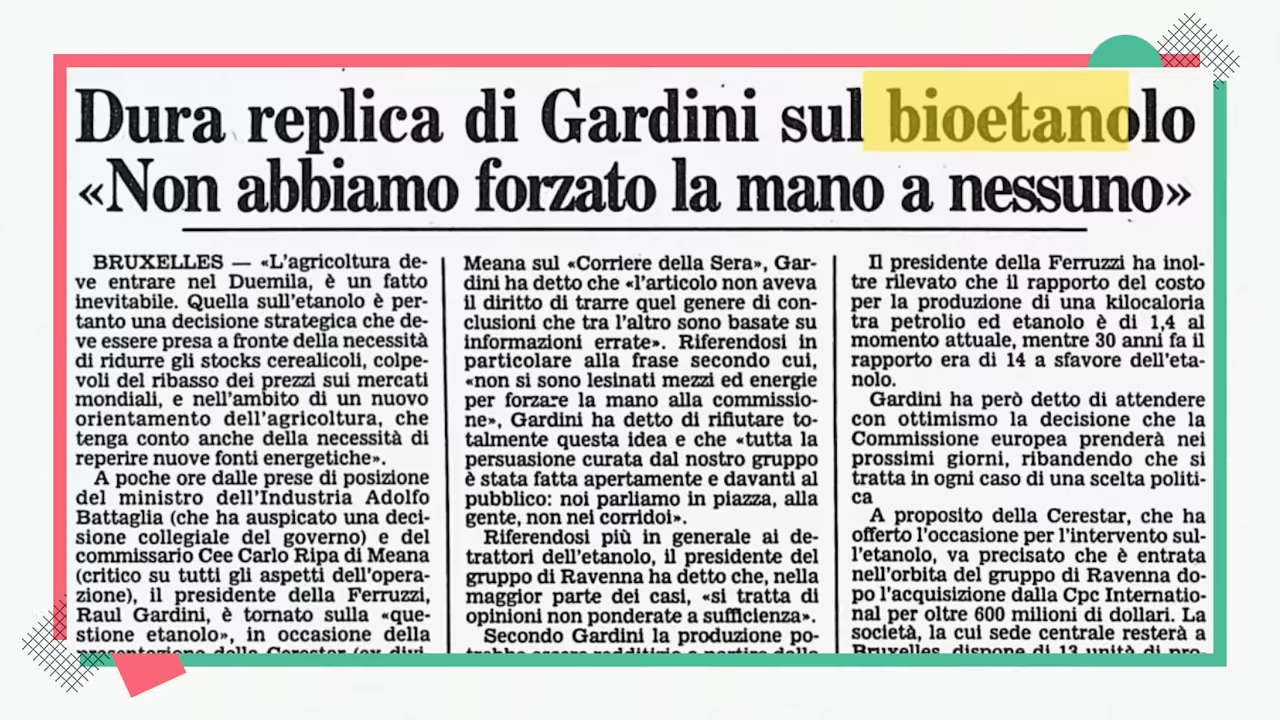 Dura replica di Gardini sul bioetanolo
«Non abbiamo forzato la mano a nessuno»
BRUXELLES — «L'agricoltura de-
ve entrare nel Duemila, è un fatto
inevitabile. Quella sull'etanolo è per-
tanto una decisione strategica che de-
ve essere presa a fronte della necessità
di ridurre gli stocks cerealicoli, colpe-
voli del ribasso dei prezzi sui mercati
mondiali, e nell'ambito di un nuovo
orientamento dell'agricoltura, che
tenga conto anche della necessità di
reperire nuove fonti energetiche».
A poche ore dalle prese di posizione
del ministro dell'Industria Adolfo
Battaglia (che ha auspicato una deci-
sione collegiale del governo) e del
commissario Cee Carlo Ripa di Meana
(critico su tutti gli aspetti dell'opera-
zione), il presidente della Ferruzzi,
Raul Gardini, è tornato sulla «que-
stione etanolo», in occasione della
presentazione della Cerestar (ex divi-
Meana sul «Corriere della Sera», Gar-
dini ha detto che «l'articolo non aveva
il diritto di trarre quel genere di con-
clusioni che tra l'altro sono basate su
informazioni errate». Riferendosi in
particolare alla frase secondo cui,
«non si sono lesinati mezzi ed energie
per forzare la mano alla commissio-
ne», Gardini ha detto di rifiutare to-
talmente questa idea e che «tutta la
persuasione curata dal nostro gruppo
è stata fatta apertamente e davanti al
pubblico: noi parliamo in piazza, alla
gente, non nei corridoi».
Riferendosi più in generale ai de-
trattori dell'etanolo, il presidente del
gruppo di Ravenna ha detto che, nella
maggior parte dei casi, «si tratta di
opinioni non ponderate a sufficienza».
Secondo Gardini la produzione po-
trebbe essere redditizia a partire dalla
Il presidente della Ferruzzi ha inol-
tre rilevato che il rapporto del costo
per la produzione di una kilocaloria
tra petrolio ed etanolo è di 1,4 al
momento attuale, mentre 30 anni fa il
rapporto era di 14 a sfavore dell'eta-
nolo.
Gardini ha però detto di attendere
con ottimismo la decisione che la
Commissione europea prenderà nei
prossimi giorni, ribandendo che si
tratta in ogni caso di una scelta politi-
ca
A proposito della Cerestar, che ha
offerto l'occasione per l'intervento sul-
l'etanolo, va precisato che è entrata
nell'orbita del gruppo di Ravenna do-
po l'acquisizione dalla Cpc Internatio-
nal per oltre 600 milioni di dollari. La
società, la cui sede centrale resterà a
Bruxelles, dispone di 13 unità di pro-